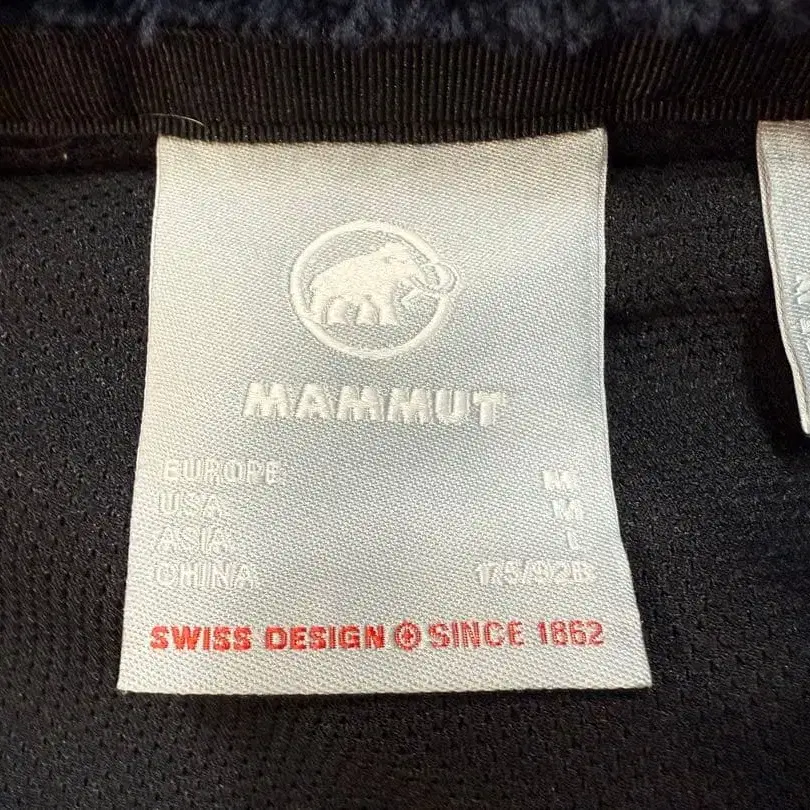 MAMMUT
EUROPE M
USA M
ASIA L
CHINA 175/92B
SWISS DESIGN SINCE 1862